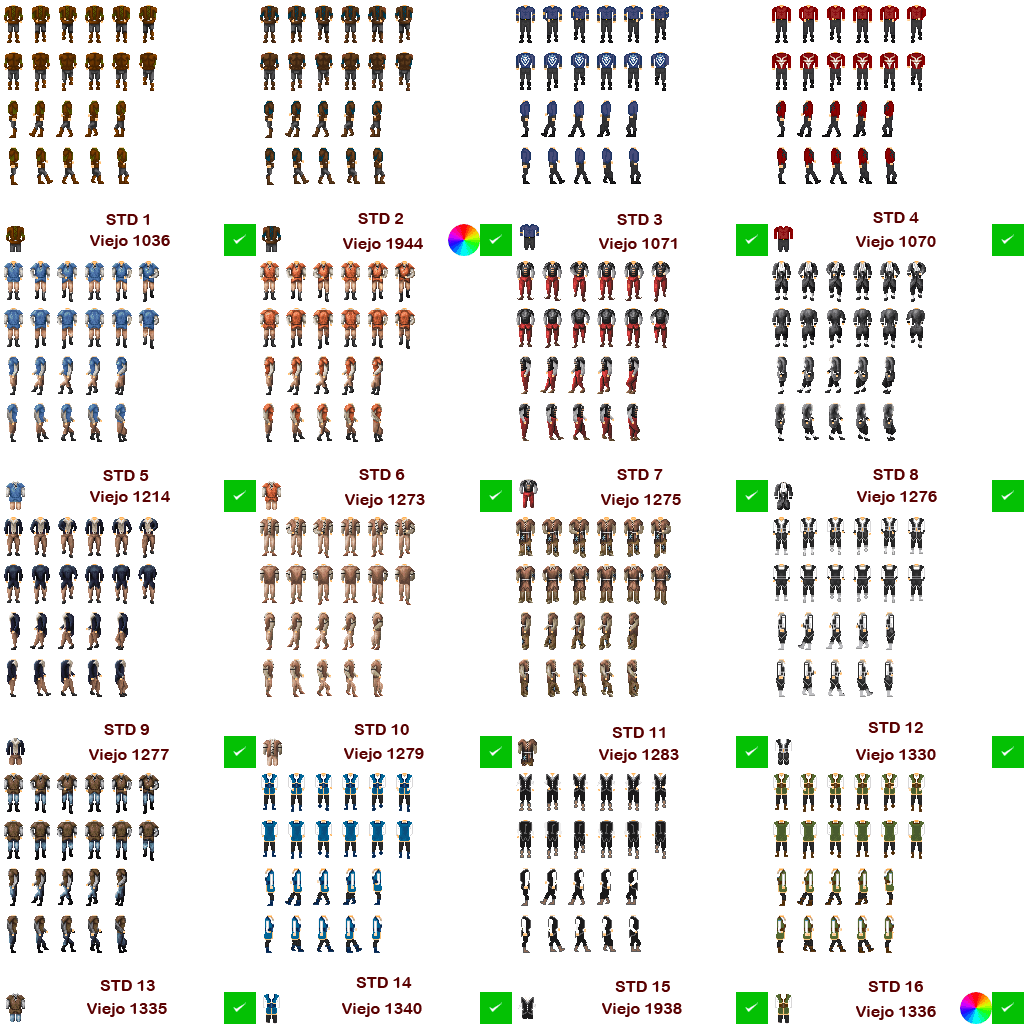 STD 1
Viejo 1036
STD 2
Viejo 1944
STD 3
Viejo 1071
STD 4
Viejo 1070
STD 5
Viejo 1214
STD 6
Viejo 1273
STD 7
Viejo 1275
STD 8
Viejo 1276
STD 9
Viejo 1277
STD 10
Viejo 1279
STD 11
Viejo 1283
STD 12
Viejo 1330
STD 13
Viejo 1335
STD 14
Viejo 1340
STD 15
Viejo 1938
STD 16
Viejo 1336